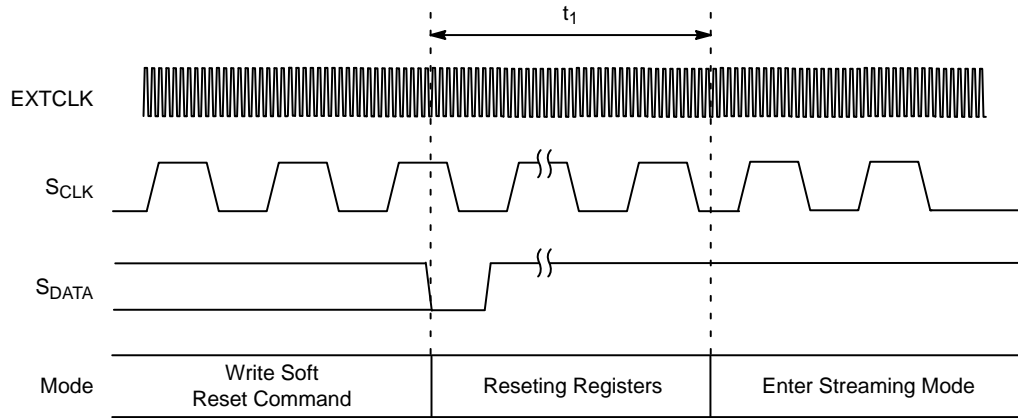 t1
EXTCLK
SCLK
SDATA
Mode
Write Soft
Reset Command
Reseting Registers
Enter Streaming Mode